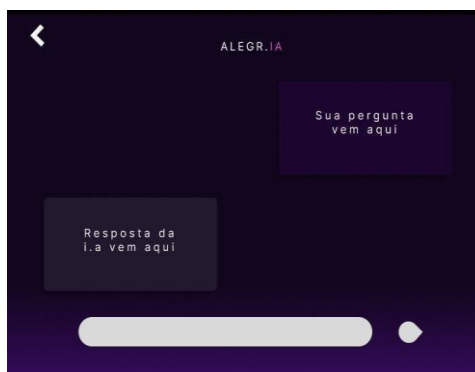 ALEGR.IA
Sua pergunta
vem aqui
Resposta da
i.a vem aqui